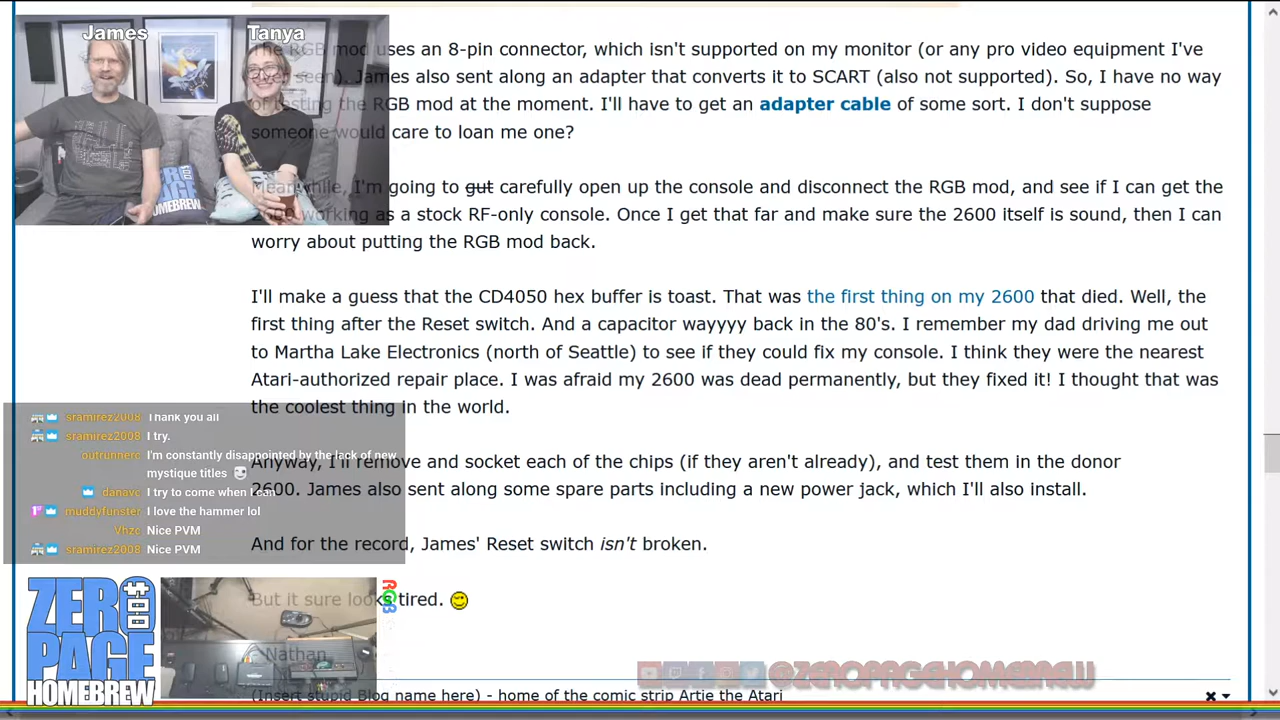 James Tanya
The RGB mod uses an 8-pin connector, which isn't supported on my monitor (or any pro video equipment I've
seen). James also sent along an adapter that converts it to SCART (also not supported). So, I have no way
of testing the RGB mod at the moment. I'll have to get an adapter cable of some sort. I don't suppose
someone would care to loan me one?
Meanwhile, I'm going to gut carefully open up the console and disconnect the RGB mod, and see if I can get the
2600 working as a stock RF-only console. Once I get that far and make sure the 2600 itself is sound, then I can
worry about putting the RGB mod back.
I'll make a guess that the CD4050 hex buffer is toast. That was the first thing on my 2600 that died. Well, the
first thing after the Reset switch. And a capacitor wayyyy back in the 80's. I remember my dad driving me out
to Martha Lake Electronics (north of Seattle) to see if they could fix my console. I think they were the nearest
Atari-authorized repair place. I was afraid my 2600 was dead permanently, but they fixed it! I thought that was
the coolest thing in the world.
Anyway, I'll remove and socket each of the chips (if they aren't already), and test them in the donor
2600. James also sent along some spare parts including a new power jack, which I'll also install.
And for the record, James' Reset switch isn't broken.
But it sure looks tired.
- Nathan
(Insert stupid Blog name here) - home of the comic strip Artie the Atari
sramirez2008: Thank you all
sramirez2008: I try.
outrunnerc: I'm constantly disappointed by the lack of new
mystique titles
danavc: I try to come when I can
muddyfunster: I love the hammer lol
Vhzc: Nice PVM
sramirez2008: Nice PVM
ZERO
PAGE
HOMEBREW
RGB
ZERO
PAGE
HOMEBREW
@ZEROPAGEHOMEBREW